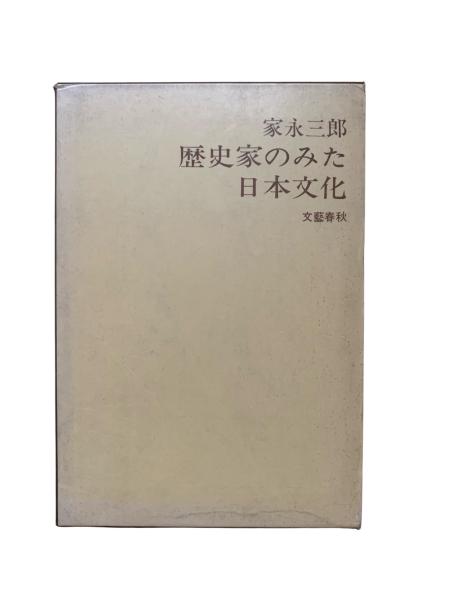 家永三郎
歴史家のみた
日本文化
文藝春秋